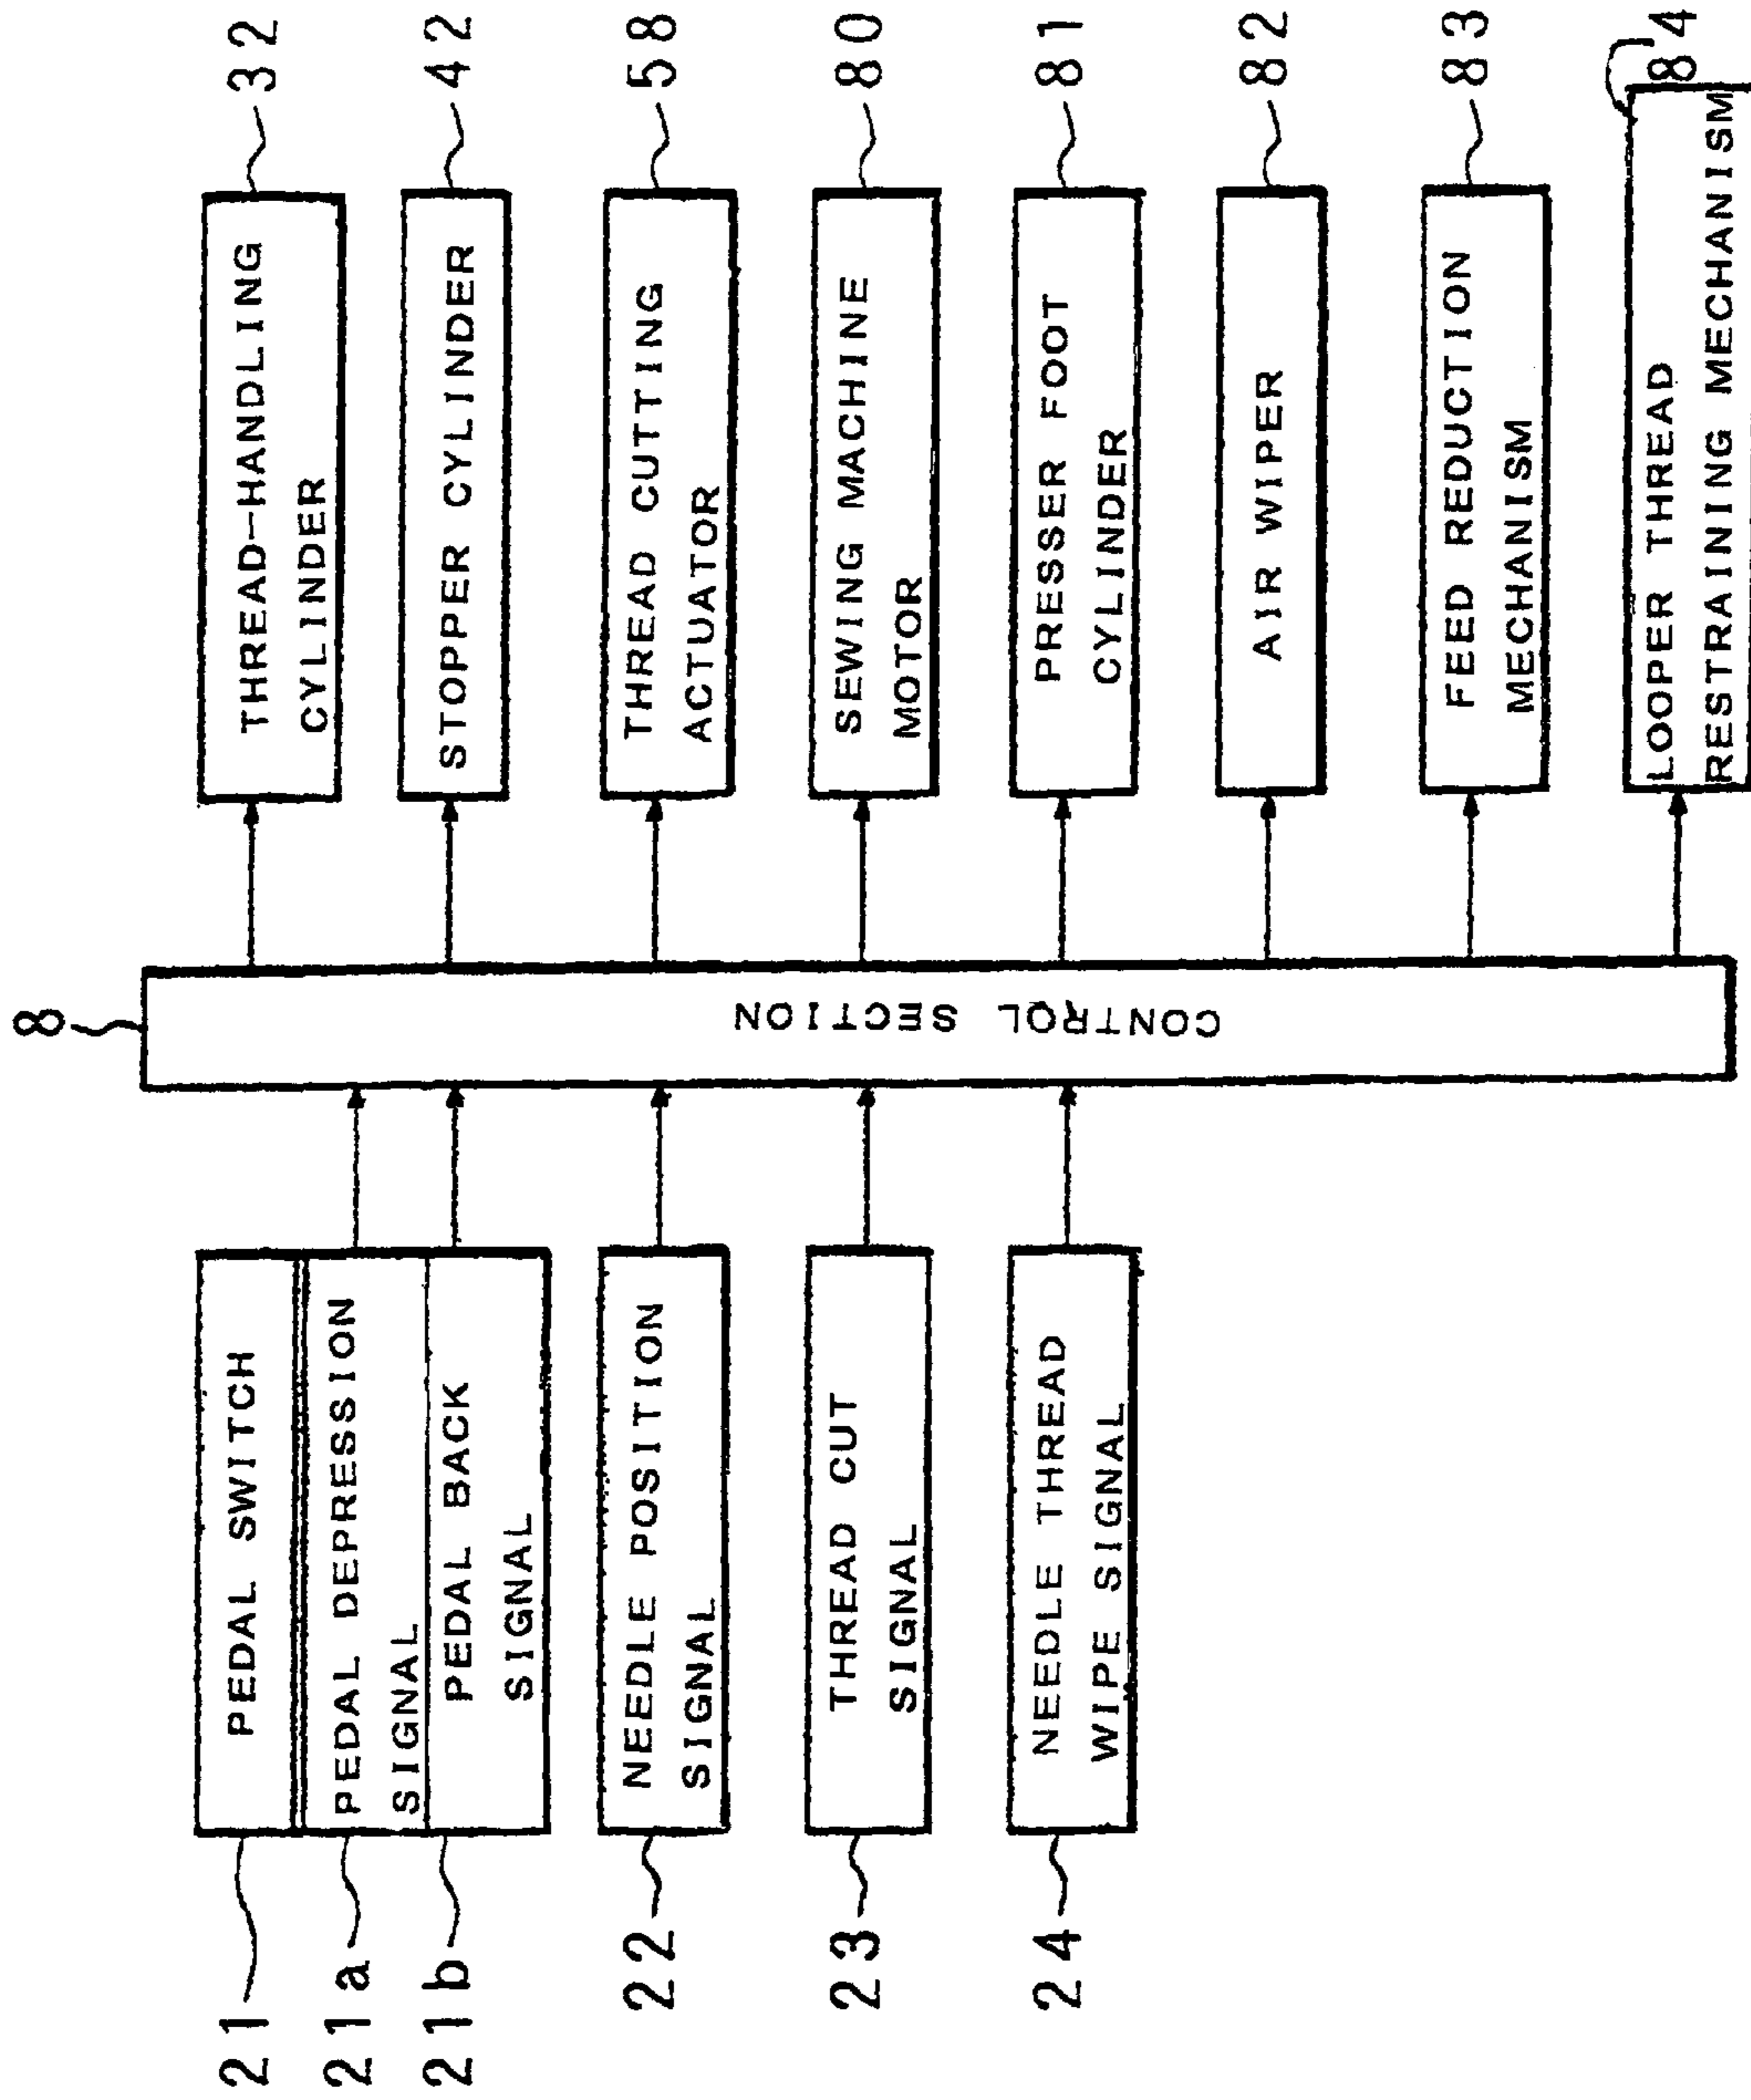 21
PEDAL SWITCH
21a
PEDAL DEPRESSION
SIGNAL
21b
PEDAL BACK
SIGNAL
22
NEEDLE POSITION
SIGNAL
23
THREAD CUT
SIGNAL
24
NEEDLE THREAD
WIPE SIGNAL
8
CONTROL SECTION
THREAD-HANDLING
CYLINDER
32
STOPPER CYLINDER
42
THREAD CUTTING
ACTUATOR
58
SEWING MACHINE
MOTOR
80
PRESSER FOOT
CYLINDER
81
AIR WIPER
82
FEED REDUCTION
MECHANISM
83
LOOPER THREAD
RESTRAINING MECHANISM
84